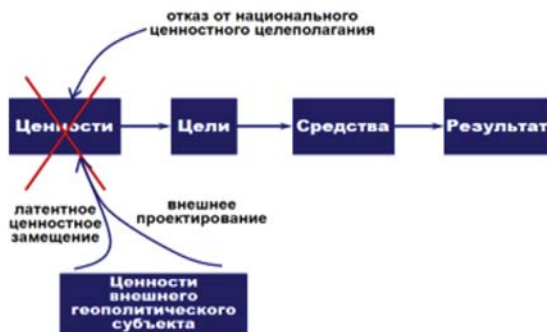 отказ от национального
ценностного целеполагания
Ценности
Цели
Средства
Результат
латентное
ценностное
замещение
внешнее
проектирование
Ценности
внешнего
геополитического
субъекта